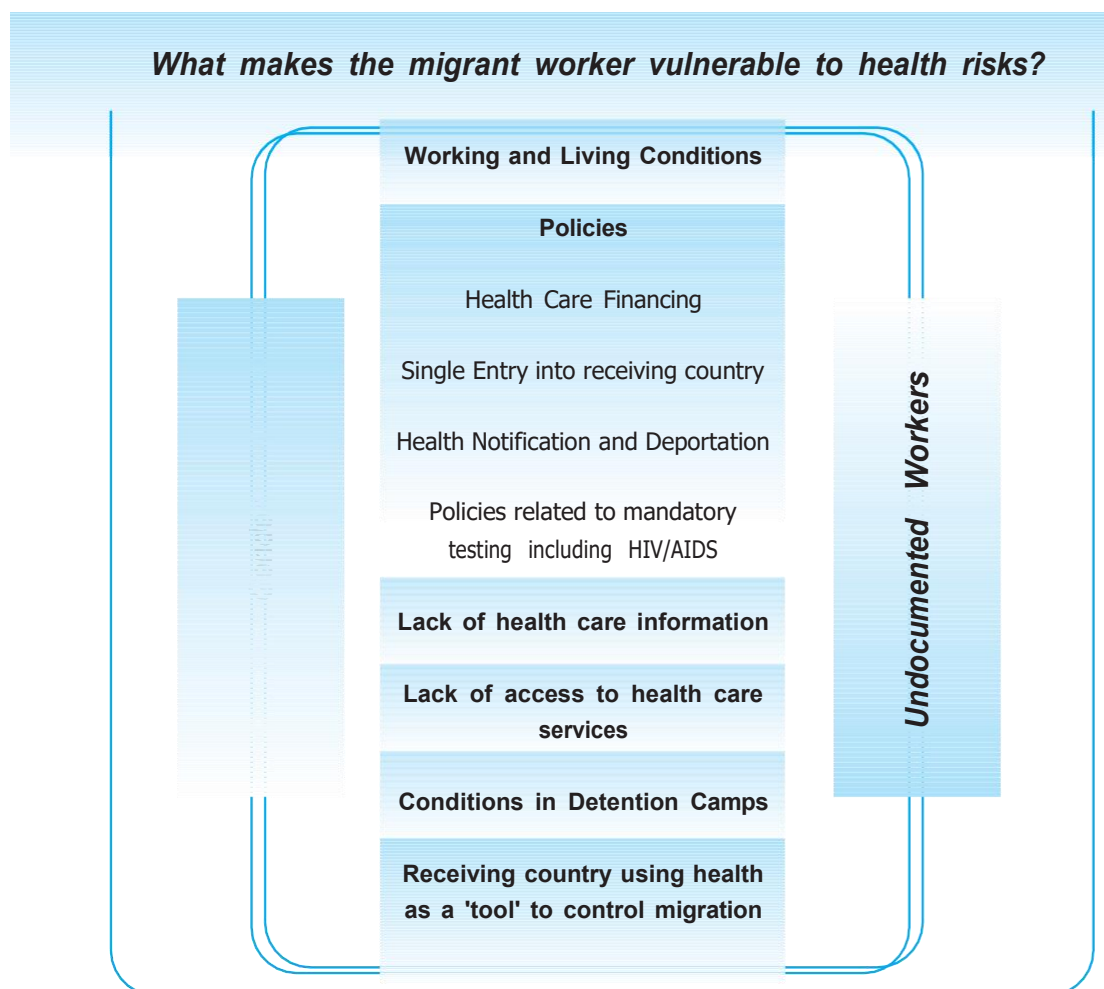 What makes the migrant worker vulnerable to health risks?
Working and Living Conditions
Policies
Health Care Financing
Single Entry into receiving country
Health Notification and Deportation
Policies related to mandatory
testing including HIV/AIDS
Lack of health care information
Lack of access to health care
services
Conditions in Detention Camps
Receiving country using health
as a 'tool' to control migration
Undocumented Workers